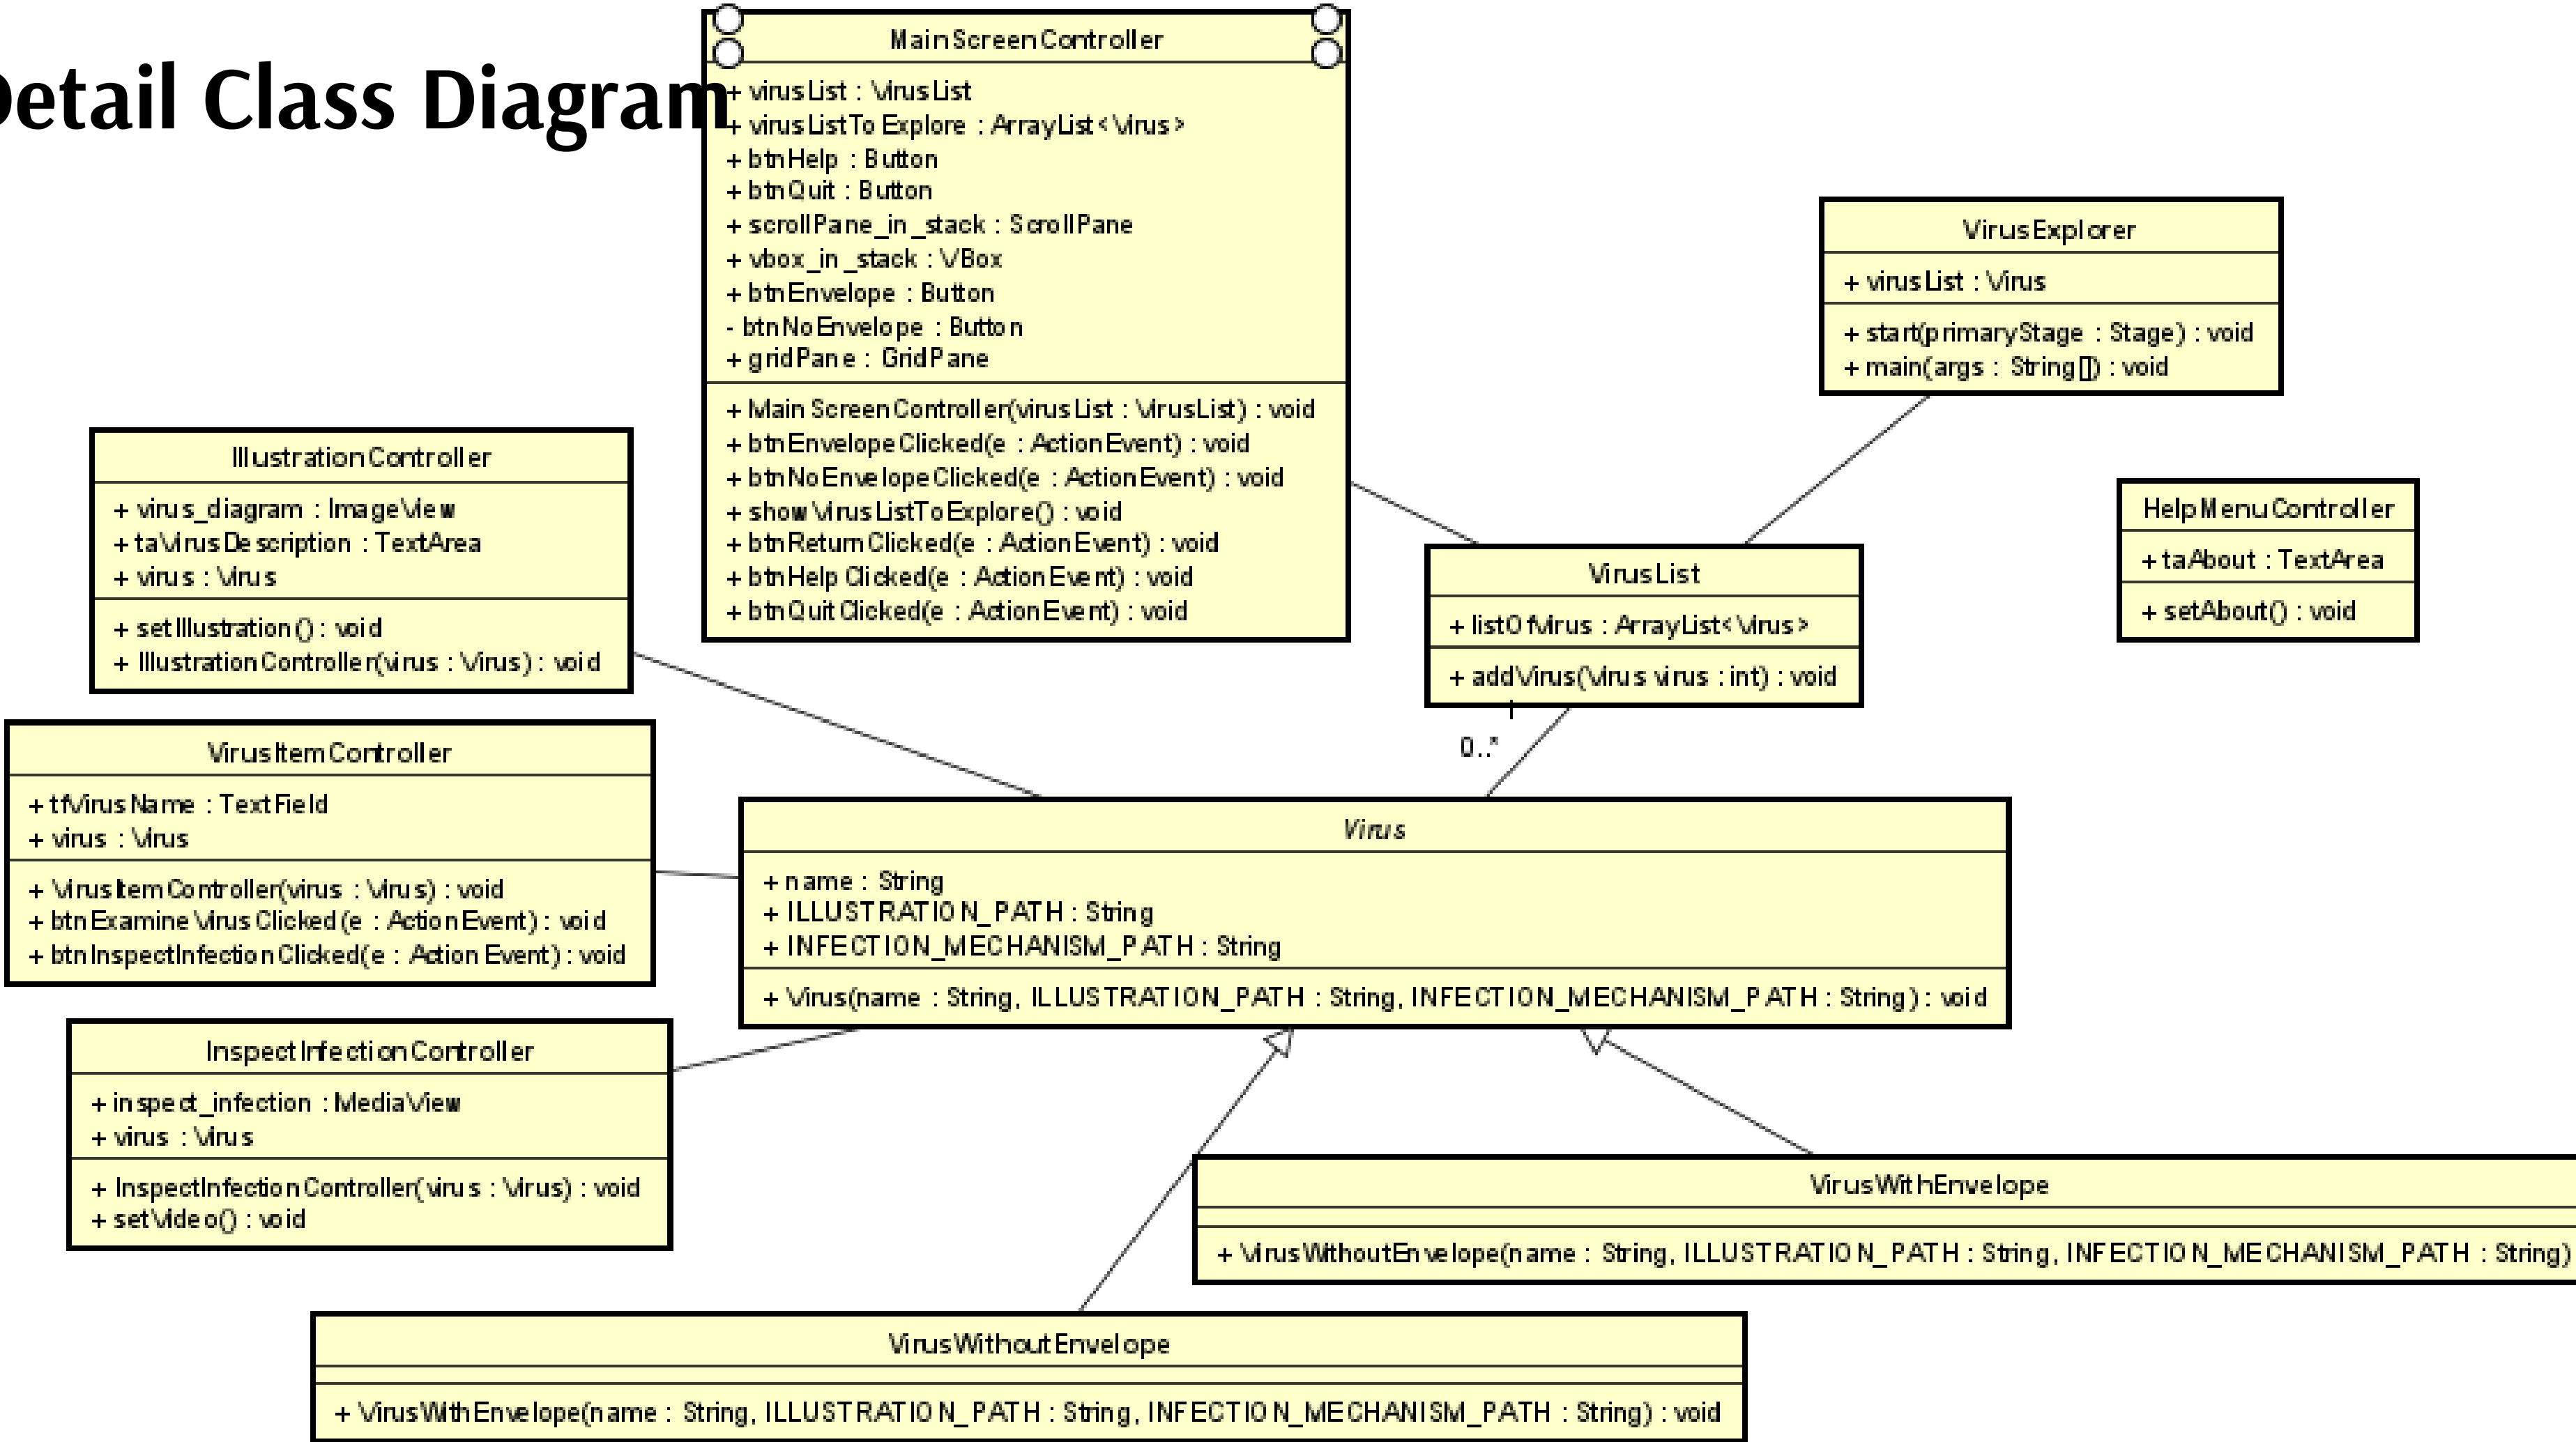 Detail Class Diagram
MainScreenController
+ virusList : VirusList
+ virusListToExplore : ArrayList<Virus>
+ btnHelp : Button
+ btnQuit : Button
+ scrollPane_in_stack : ScrollPane
+ vbox_in_stack : VBox
+ btnEnvelope : Button
- btnNoEnvelope : Button
+ gridPane : GridPane
+ MainScreenController(virusList : VirusList) : void
+ btnEnvelopeClicked(e : ActionEvent) : void
+ btnNoEnvelopeClicked(e : ActionEvent) : void
+ showVirusListToExplore() : void
+ btnReturnClicked(e : ActionEvent) : void
+ btnHelpClicked(e : ActionEvent) : void
+ btnQuitClicked(e : ActionEvent) : void
VirusExplorer
+ virusList : Virus
+ start(primaryStage : Stage) : void
+ main(args : String[]) : void
IllustrationController
+ virus_diagram : ImageView
+ taVirusDescription : TextArea
+ virus : Virus
+ setIllustration() : void
+ IllustrationController(virus : Virus) : void
HelpMenuController
+ taAbout : TextArea
+ setAbout() : void
VirusList
+ listOfVirus : ArrayList<Virus>
+ addVirus(Virus virus : int) : void
0..*
VirusItemController
+ tfVirusName : TextField
+ virus : Virus
+ VirusItemController(virus : Virus) : void
+ btnExamineVirusClicked(e : ActionEvent) : void
+ btnInspectInfectionClicked(e : ActionEvent) : void
Virus
+ name : String
+ ILLUSTRATION_PATH : String
+ INFECTION_MECHANISM_PATH : String
+ Virus(name : String, ILLUSTRATION_PATH : String, INFECTION_MECHANISM_PATH : String) : void
InspectInfectionController
+ inspect_infection : MediaView
+ virus : Virus
+ InspectInfectionController(virus : Virus) : void
+ setVideo() : void
VirusWithEnvelope
+ VirusWithoutEnvelope(name : String, ILLUSTRATION_PATH : String, INFECTION_MECHANISM_PATH : String)
VirusWithoutEnvelope
+ VirusWithEnvelope(name : String, ILLUSTRATION_PATH : String, INFECTION_MECHANISM_PATH : String) : void